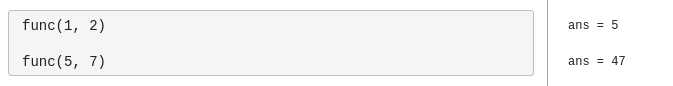 func(1, 2)
ans = 5
func(5, 7)
ans = 47